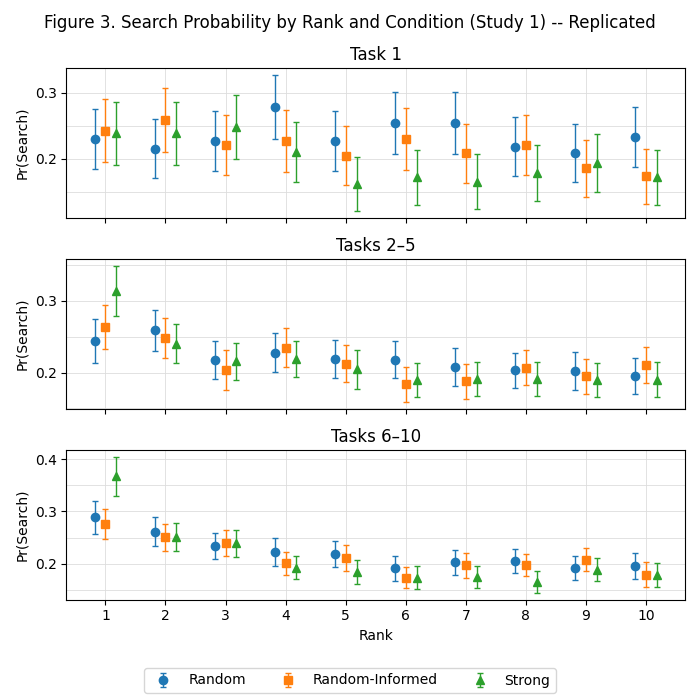 Figure 3. Search Probability by Rank and Condition (Study 1) -- Replicated
Task 1
Pr(Search)
0.3
0.2
Tasks 2–5
Pr(Search)
0.3
0.2
Tasks 6–10
Pr(Search)
0.4
0.3
0.2
1 2 3 4 5 6 7 8 9 10
Rank
Random Random-Informed Strong